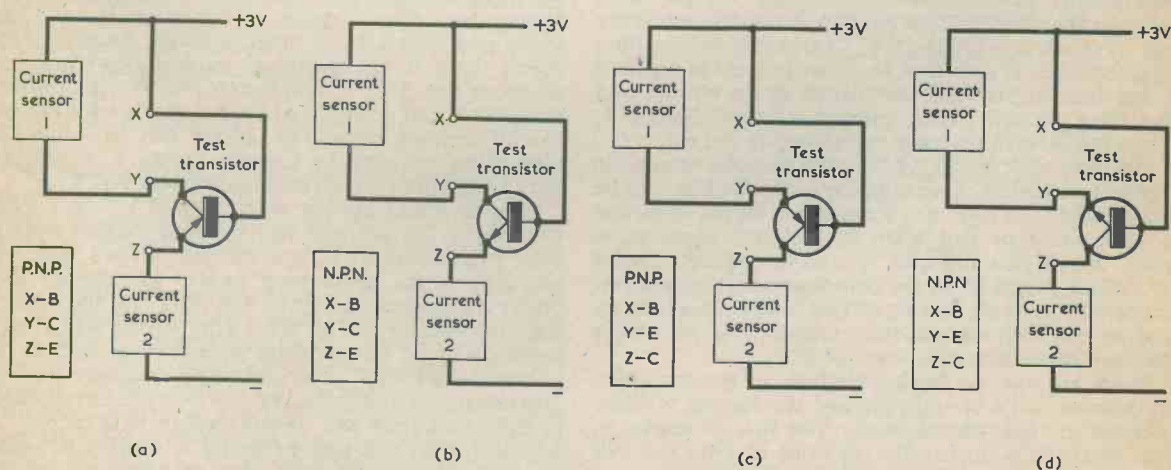 +3V
Current
sensor
1
X
Test
transistor
Y
Z
P.N.P.
X-B
Y-C
Z-E
Current
sensor
2
−
(a)
+3V
Current
sensor
1
X
Test
transistor
Y
Z
N.P.N.
X-B
Y-C
Z-E
Current
sensor
2
−
(b)
+3V
Current
sensor
1
X
Test
transistor
Y
Z
P.N.P.
X-B
Y-E
Z-C
Current
sensor
2
−
(c)
+3V
Current
sensor
1
X
Test
transistor
Y
Z
N.P.N
X-B
Y-E
Z-C
Current
sensor
2
−
(d)